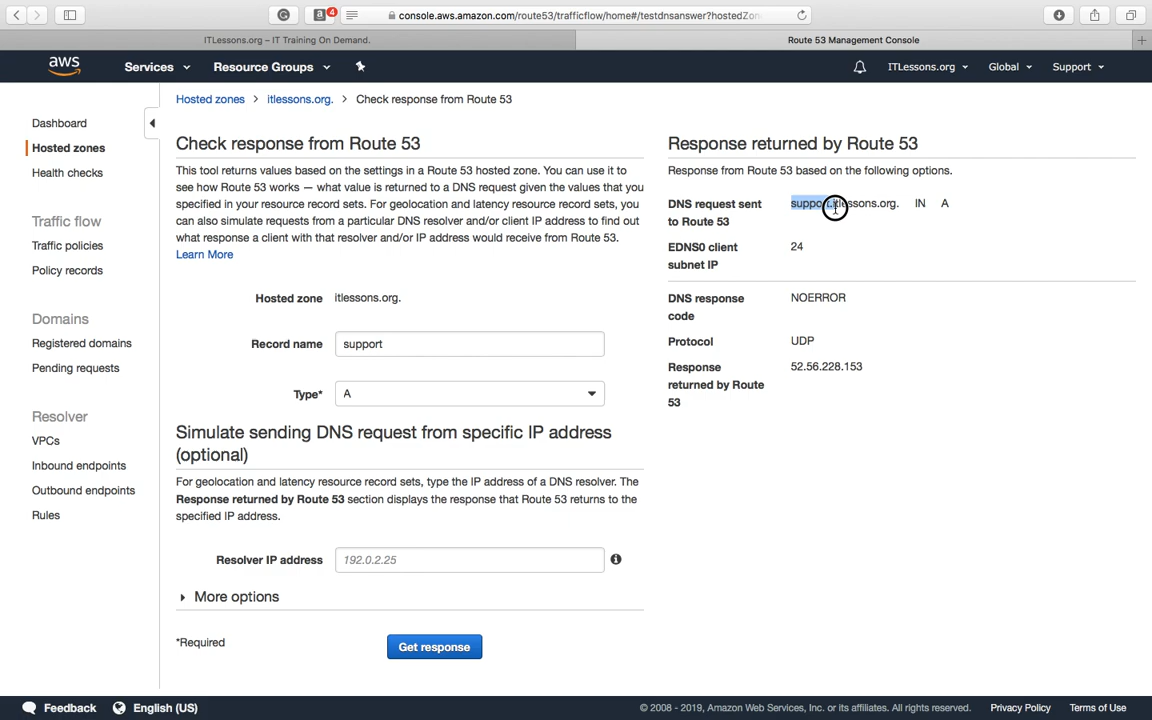 console.aws.amazon.com/route53/trafficflow/home#/testdnsanswer?hostedZon
4
ITLessons.org – IT Training On Demand.
Route 53 Management Console
aws
Services
Resource Groups
ITLessons.org
Global
Support
Hosted zones > itlessons.org. > Check response from Route 53
Dashboard
Hosted zones
Health checks
Traffic flow
Traffic policies
Policy records
Domains
Registered domains
Pending requests
Resolver
VPCs
Inbound endpoints
Outbound endpoints
Rules
Check response from Route 53
This tool returns values based on the settings in a Route 53 hosted zone. You can use it to
see how Route 53 works — what value is returned to a DNS request given the values that you
specified in your resource record sets. For geolocation and latency resource record sets, you
can also simulate requests from a particular DNS resolver and/or client IP address to find out
what response a client with that resolver and/or IP address would receive from Route 53.
Learn More
Hosted zone itlessons.org.
Record name support
Type* A
Simulate sending DNS request from specific IP address
(optional)
For geolocation and latency resource record sets, type the IP address of a DNS resolver. The
Response returned by Route 53 section displays the response that Route 53 returns to the
specified IP address.
Resolver IP address 192.0.2.25
More options
*Required
Get response
Response returned by Route 53
Response from Route 53 based on the following options.
DNS request sent support.itlessons.org. IN A
to Route 53
EDNS0 client 24
subnet IP
DNS response NOERROR
code
Protocol UDP
Response 52.56.228.153
returned by Route
53
Feedback
English (US)
© 2008 - 2019, Amazon Web Services, Inc. or its affiliates. All rights reserved.
Privacy Policy
Terms of Use